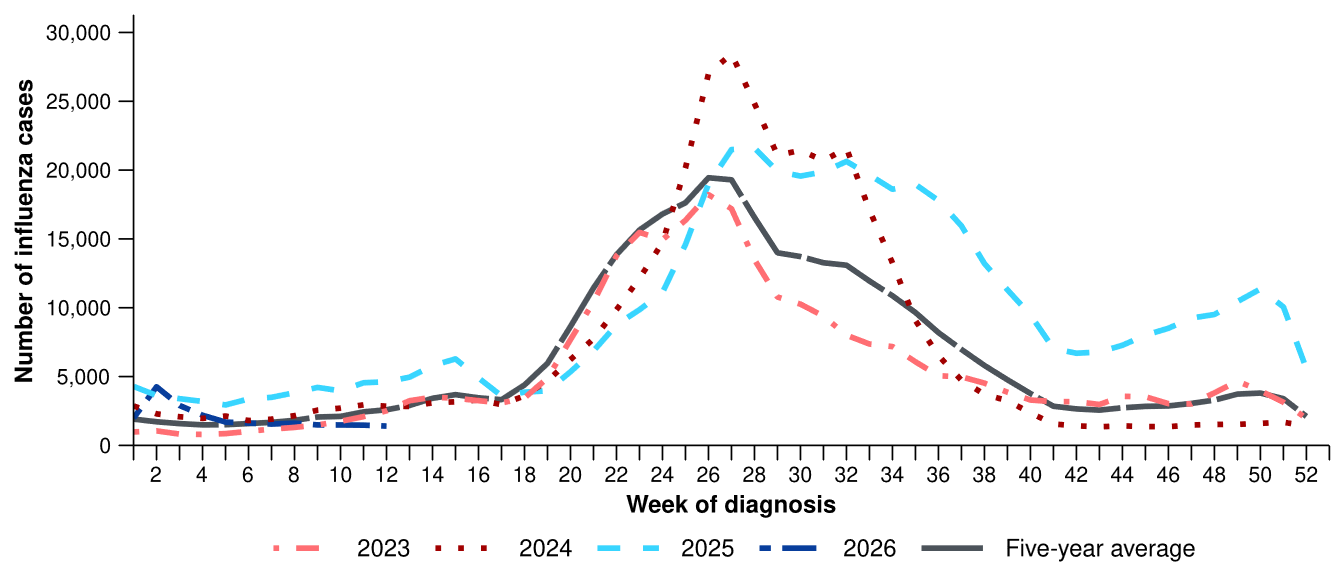 30,000
25,000
20,000
15,000
10,000
5,000
0
Number of influenza cases
2 4 6 8 10 12 14 16 18 20 22 24 26 28 30 32 34 36 38 40 42 44 46 48 50 52
Week of diagnosis
2023 2024 2025 2026 Five-year average